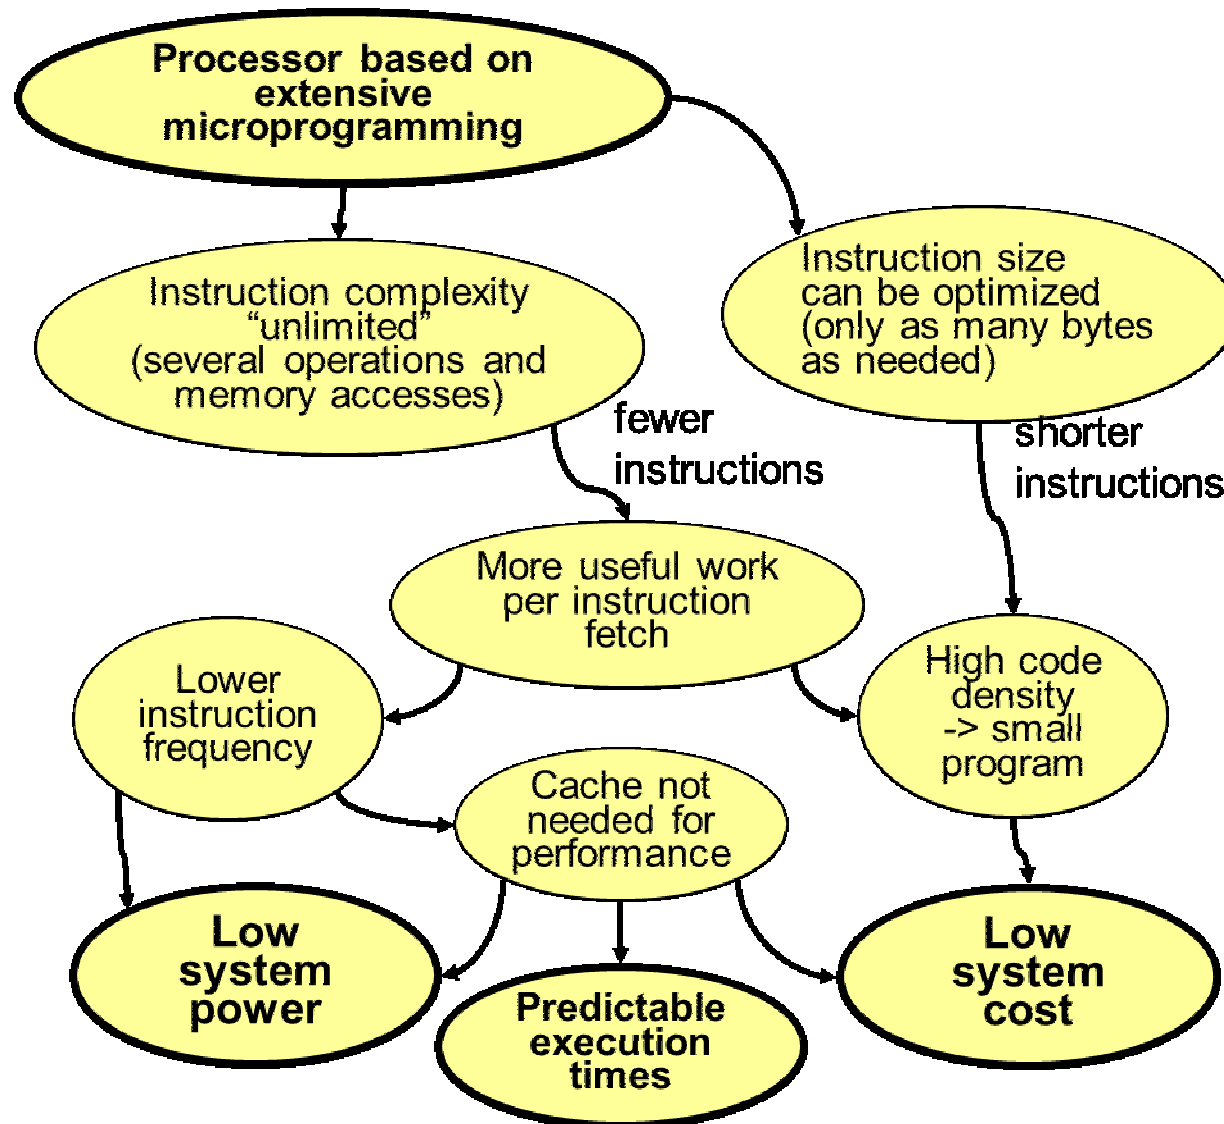 Processor based on
extensive
microprogramming
Instruction complexity
“unlimited”
(several operations and
memory accesses)
Instruction size
can be optimized
(only as many bytes
as needed)
fewer
instructions
shorter
instructions
More useful work
per instruction
fetch
Lower
instruction
frequency
High code
density
-> small
program
Cache not
needed for
performance
Low
system
power
Predictable
execution
times
Low
system
cost